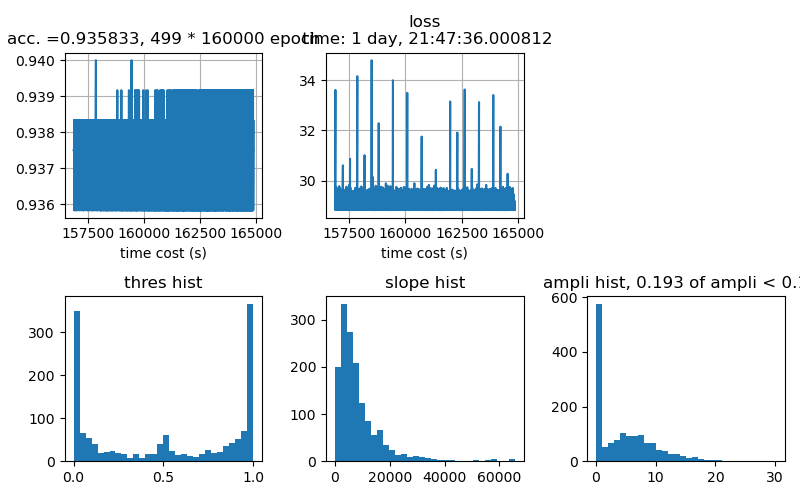 loss
acc. =0.935833, 499 * 160000 epoch
time: 1 day, 21:47:36.000812
0.940
0.939
0.938
0.937
0.936
157500 160000 162500 165000
time cost (s)
34
32
30
157500 160000 162500 165000
time cost (s)
thres hist
slope hist
ampli hist, 0.193 of ampli < 0.1
300
200
100
0
0.0 0.5 1.0
300
200
100
0
0 20000 40000 60000
600
400
200
0
0 10 20 30